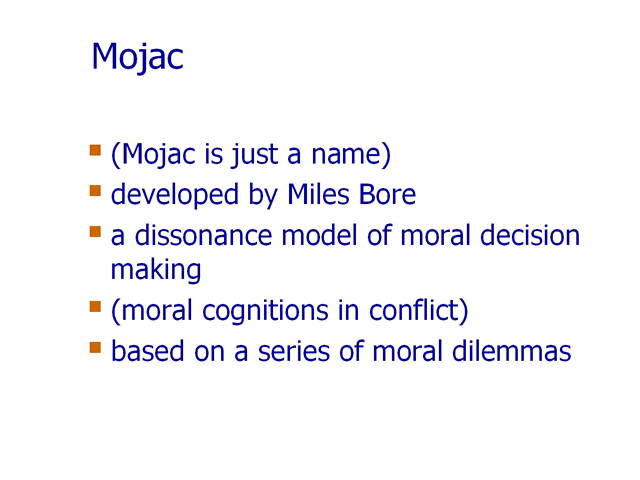 Mojac
(Mojac is just a name)
developed by Miles Bore
a dissonance model of moral decision
making
(moral cognitions in conflict)
based on a series of moral dilemmas